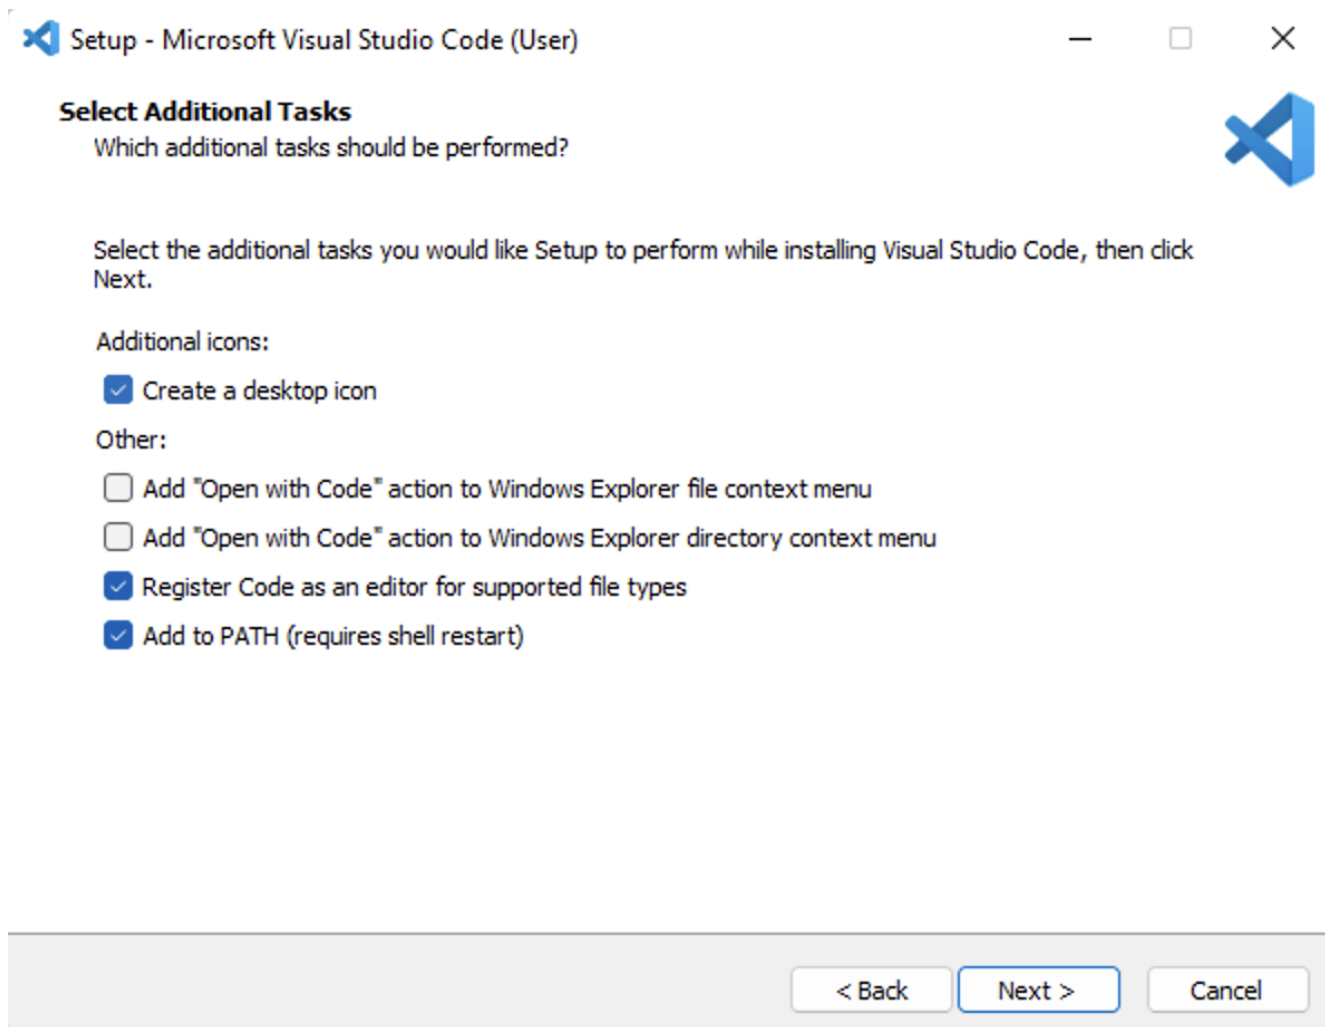 Setup - Microsoft Visual Studio Code (User)
Select Additional Tasks
Which additional tasks should be performed?
Select the additional tasks you would like Setup to perform while installing Visual Studio Code, then click
Next.
Additional icons:
Create a desktop icon
Other:
Add "Open with Code" action to Windows Explorer file context menu
Add "Open with Code" action to Windows Explorer directory context menu
Register Code as an editor for supported file types
Add to PATH (requires shell restart)
< Back Next > Cancel